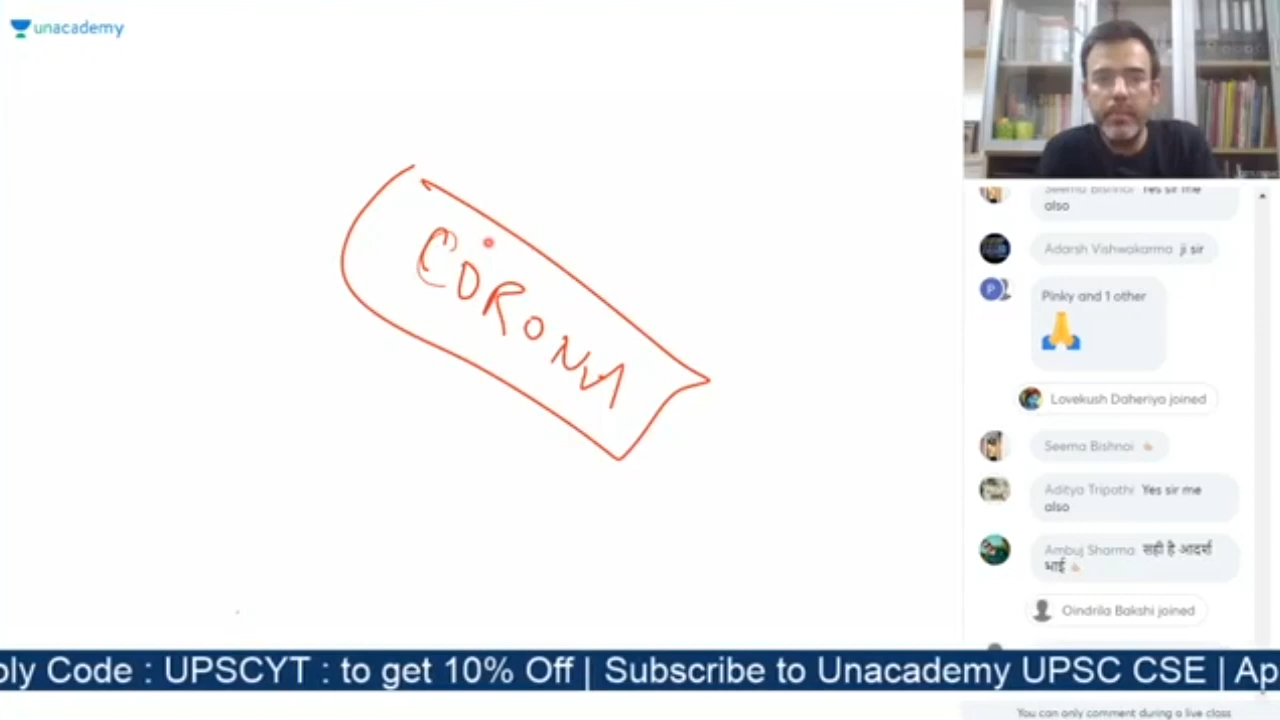 unacademy
CORONA
Seema Bishnoi Yes sir me
also
Adarsh Vishwakarma ji sir
P
Pinky and 1 other
Lovekush Daheriya joined
Seema Bishnoi
Aditya Tripathi Yes sir me
also
Ambuj Sharma सही है आदर्श
भाई
Oindrila Bakshi joined
ply Code : UPSCYT : to get 10% Off | Subscribe to Unacademy UPSC CSE | Ap
You can only comment during a live class